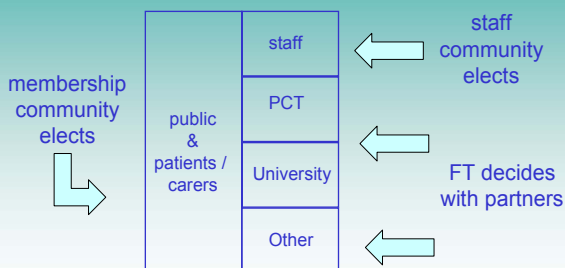 membership
community
elects
public
&
patients /
carers
staff
PCT
University
Other
staff
community
elects
FT decides
with partners